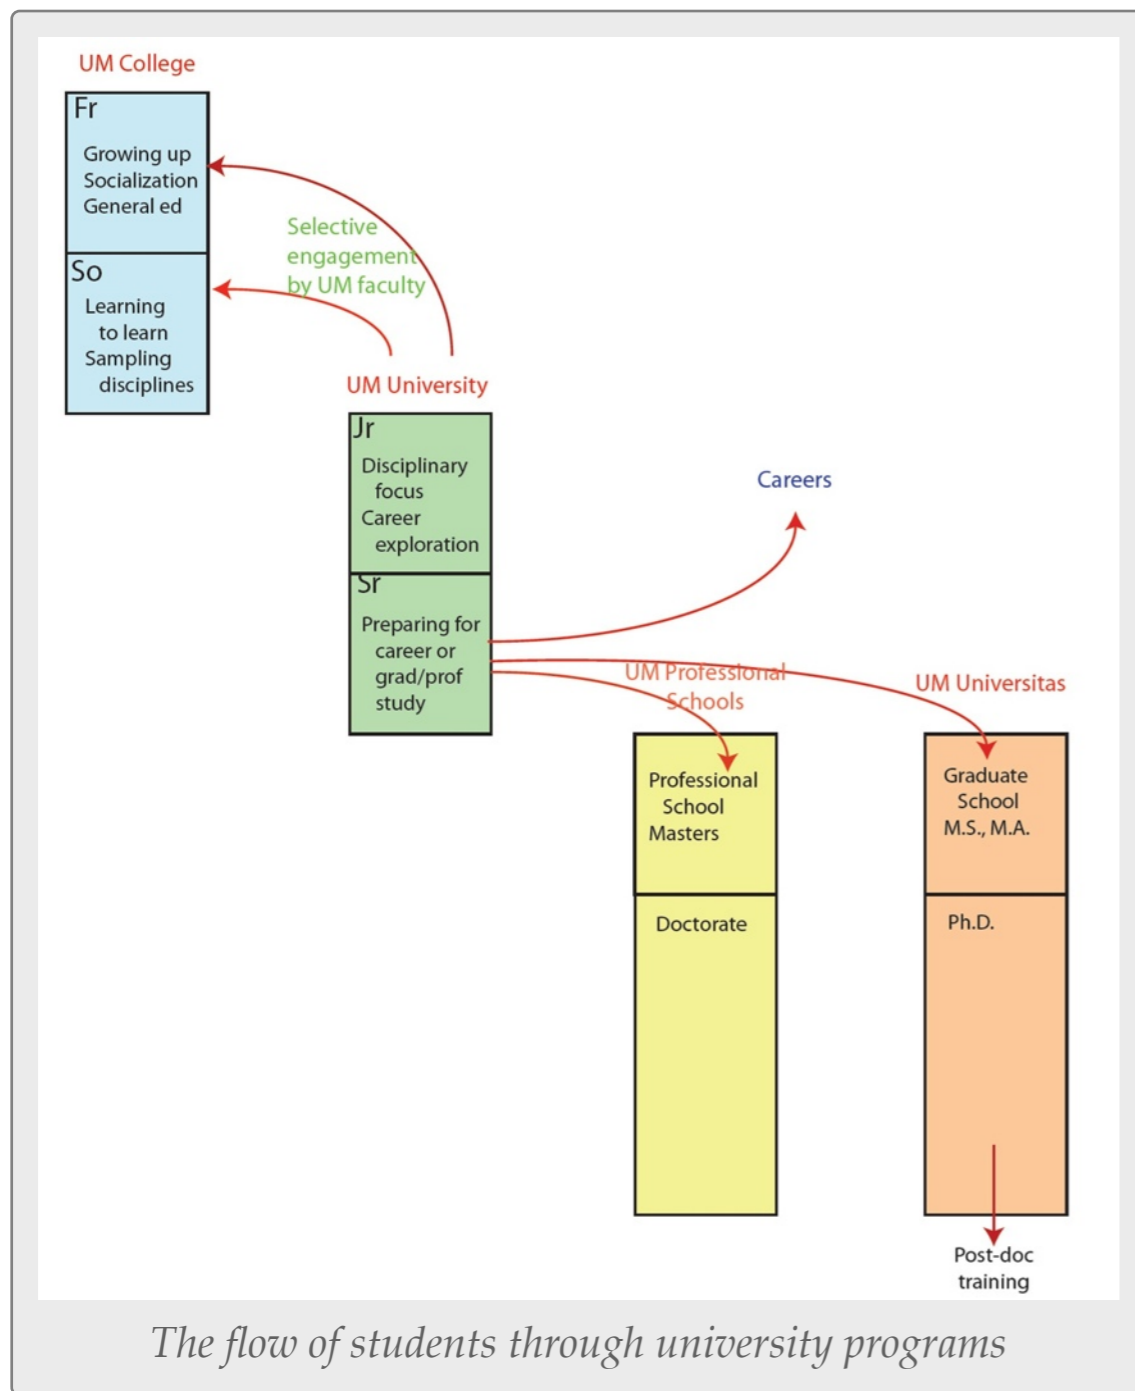 UM College
Fr
Growing up
Socialization
General ed
So
Learning
to learn
Sampling
disciplines
Selective
engagement
by UM faculty
UM University
Jr
Disciplinary
focus
Career
exploration
Sr
Preparing for
career or
grad/prof
study
Careers
UM Professional
Schools
Professional
School
Masters
Doctorate
UM Universitas
Graduate
School
M.S., M.A.
Ph.D.
Post-doc
training
The flow of students through university programs